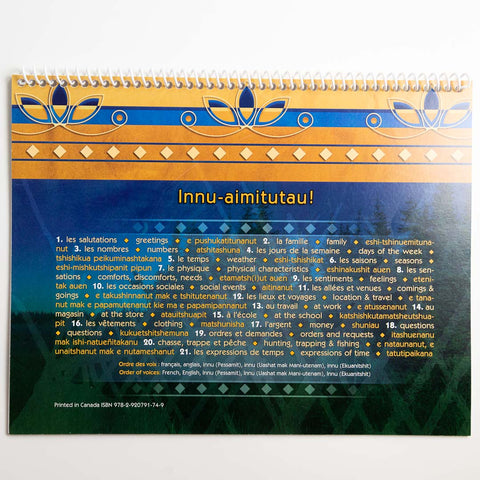 Innu-aimitutau!
1. les salutations ◆ greetings ◆ e pushukatitunanut 2. la famille ◆ family ◆ eshi-tshinuemituna-
nut 3. les nombres ◆ numbers ◆ atshitashuna 4. les jours de la semaine ◆ days of the week ◆
tshishikua peikuminashtakana 5. le temps ◆ weather ◆ eshi-tshishikat 6. les saisons ◆ seasons ◆
eshi-mishkutshipanit pipun 7. le physique ◆ physical characteristics ◆ eshinakushit auen 8. les sen-
sations ◆ comforts, discomforts, needs ◆ etamatsh(i)ut auen 9. les sentiments ◆ feelings ◆ eteni-
tak auen 10. les occasions sociales ◆ social events ◆ aitinanut 11. les allées et venues ◆ comings &
goings ◆ e takushinnanut mak e tshitutenanut 12. les lieux et voyages ◆ location & travel ◆ e tana-
nut mak e papamutenanut kie ma e papamipannanut 13. au travail ◆ at work ◆ e atussenanut 14. au
magasin ◆ at the store ◆ atauitshuapit 15. à l'école ◆ at the school ◆ katshishkutamatsheutshua-
pit 16. les vêtements ◆ clothing ◆ matshunisha 17. l'argent ◆ money ◆ shuniau 18. questions
◆ questions ◆ kukuetshitshemuna 19. ordres et demandes ◆ orders and requests ◆ itashuenanu
mak ishi-natueñitakanu 20. chasse, trappe et pêche ◆ hunting, trapping & fishing ◆ e nataunanut, e
unaitshanut mak e nutameshanut 21. les expressions de temps ◆ expressions of time ◆ tatutipaikana
Ordre des voix : français, anglais, innu (Pessamit), innu (Uashat mak Mani-utenam), innu (Ekuanitshit)
Order of voices: French, English, innu (Pessamit), innu (Uashat mak Mani-utenam), innu (Ekuanitshit)
Printed in Canada ISBN 978-2-920791-74-9